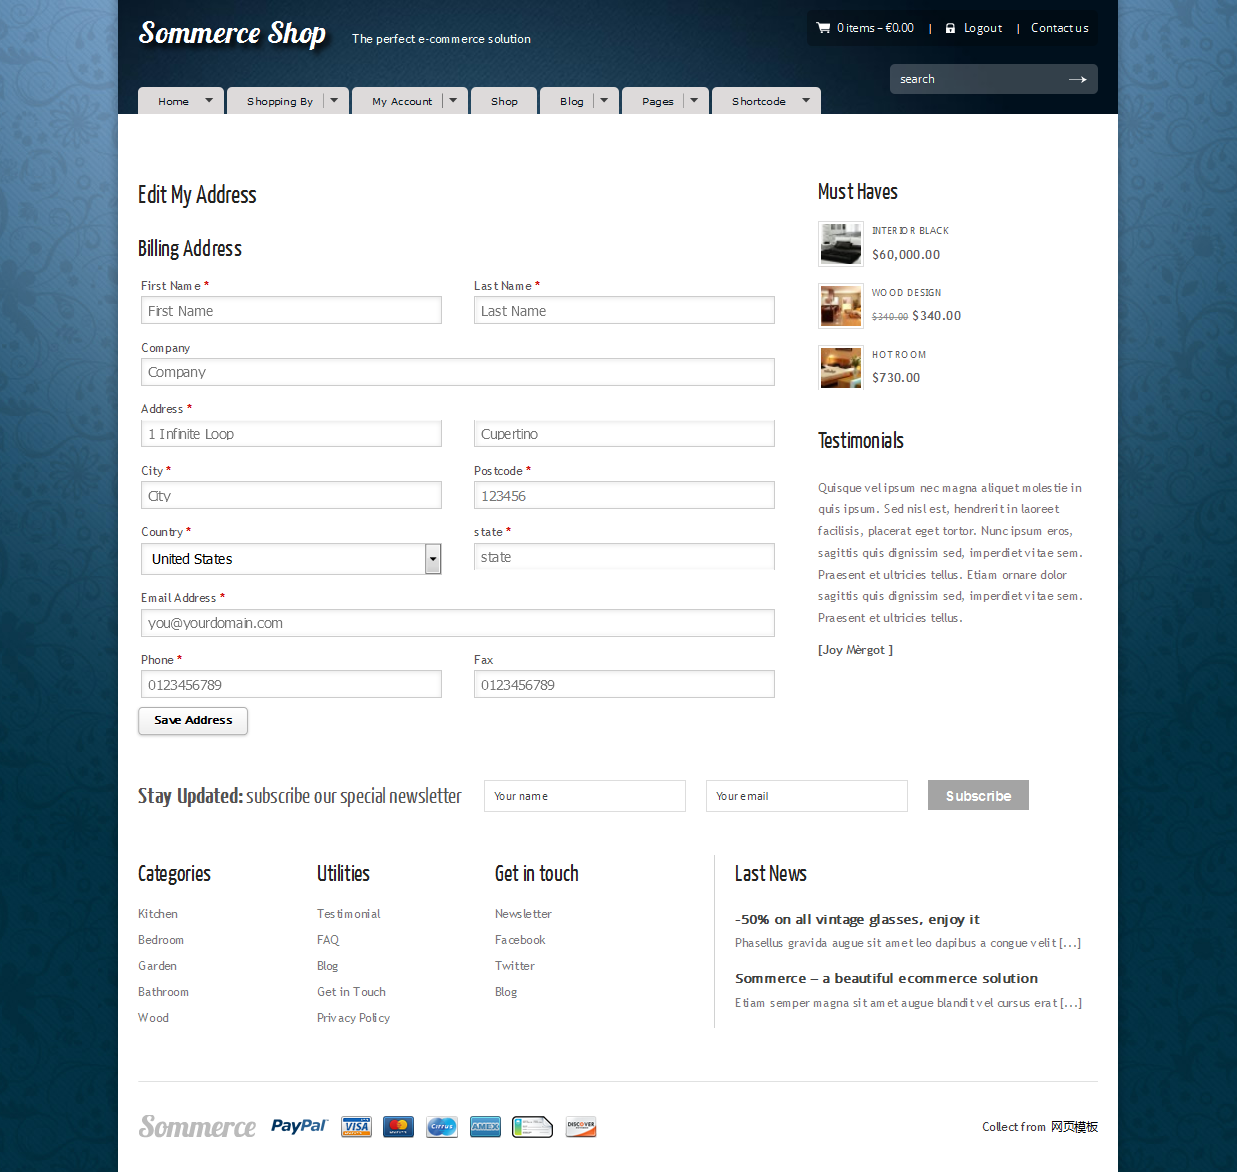 Sommerce Shop
The perfect e-commerce solution
0 items – €0.00 | Logout | Contact us
search
Home
Shopping By
My Account
Shop
Blog
Pages
Shortcode
Edit My Address
Billing Address
First Name *
Last Name *
First Name
Last Name
Company
Company
Address *
1 Infinite Loop
Cupertino
City *
Postcode *
City
123456
Country *
state *
United States
state
Email Address *
you@yourdomain.com
Phone *
Fax
0123456789
0123456789
Save Address
Must Haves
INTERIOR BLACK
$60,000.00
WOOD DESIGN
$340.00 $340.00
HOT ROOM
$730.00
Testimonials
Quisque vel ipsum nec magna aliquet molestie in
quis ipsum. Sed nisl est, hendrerit in laoreet
facilisis, placerat eget tortor. Nunc ipsum eros,
sagittis quis dignissim sed, imperdiet vitae sem.
Praesent et ultricies tellus. Etiam ornare dolor
sagittis quis dignissim sed, imperdiet vitae sem.
Praesent et ultricies tellus.
[Joy Mèrgot ]
Stay Updated: subscribe our special newsletter
Your name
Your email
Subscribe
Categories
Kitchen
Bedroom
Garden
Bathroom
Wood
Utilities
Testimonial
FAQ
Blog
Get in Touch
Privacy Policy
Get in touch
Newsletter
Facebook
Twitter
Blog
Last News
-50% on all vintage glasses, enjoy it
Phasellus gravida augue sit amet leo dapibus a congue velit [...]
Sommerce – a beautiful ecommerce solution
Etiam semper magna sit amet augue blandit vel cursus erat [...]
Sommerce
PayPal
VISA
MasterCard
Cirrus
AMEX
DISCOVER
Collect from 网页模板